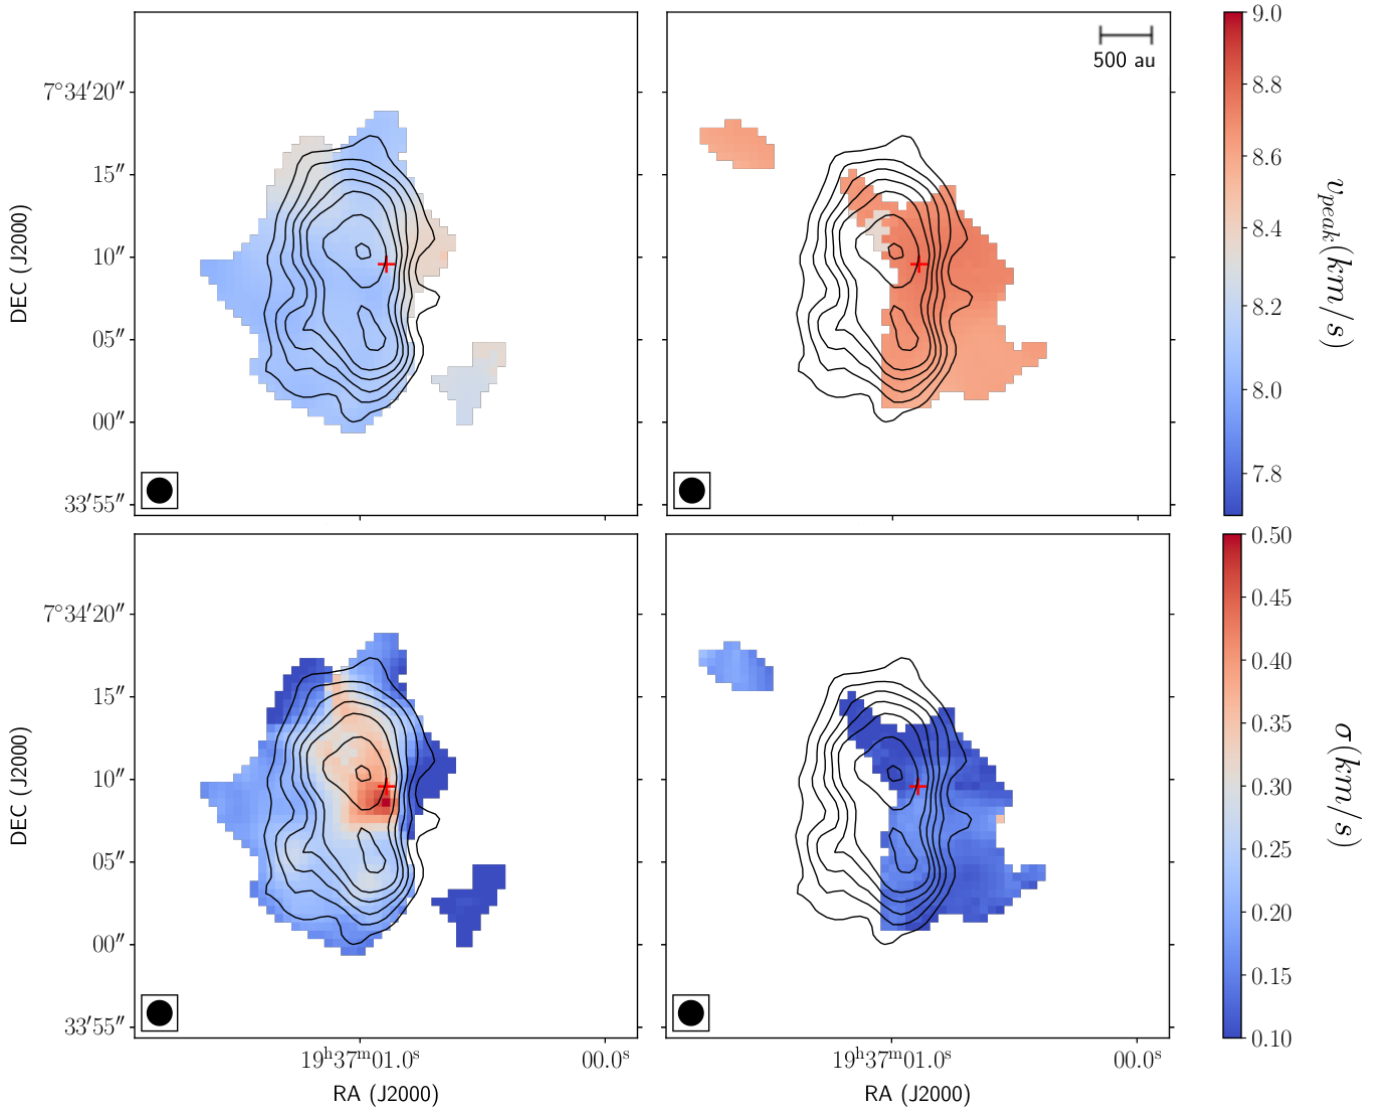 7°34′20″
15″
10″
05″
00″
33′55″
DEC (J2000)
500 au
9.0
8.8
8.6
8.4
8.2
8.0
7.8
v_peak(km/s)
7°34′20″
15″
10″
05″
00″
33′55″
DEC (J2000)
19ʰ37ᵐ01.0ˢ
00.0ˢ
RA (J2000)
19ʰ37ᵐ01.0ˢ
00.0ˢ
RA (J2000)
0.50
0.45
0.40
0.35
0.30
0.25
0.20
0.15
0.10
σ(km/s)